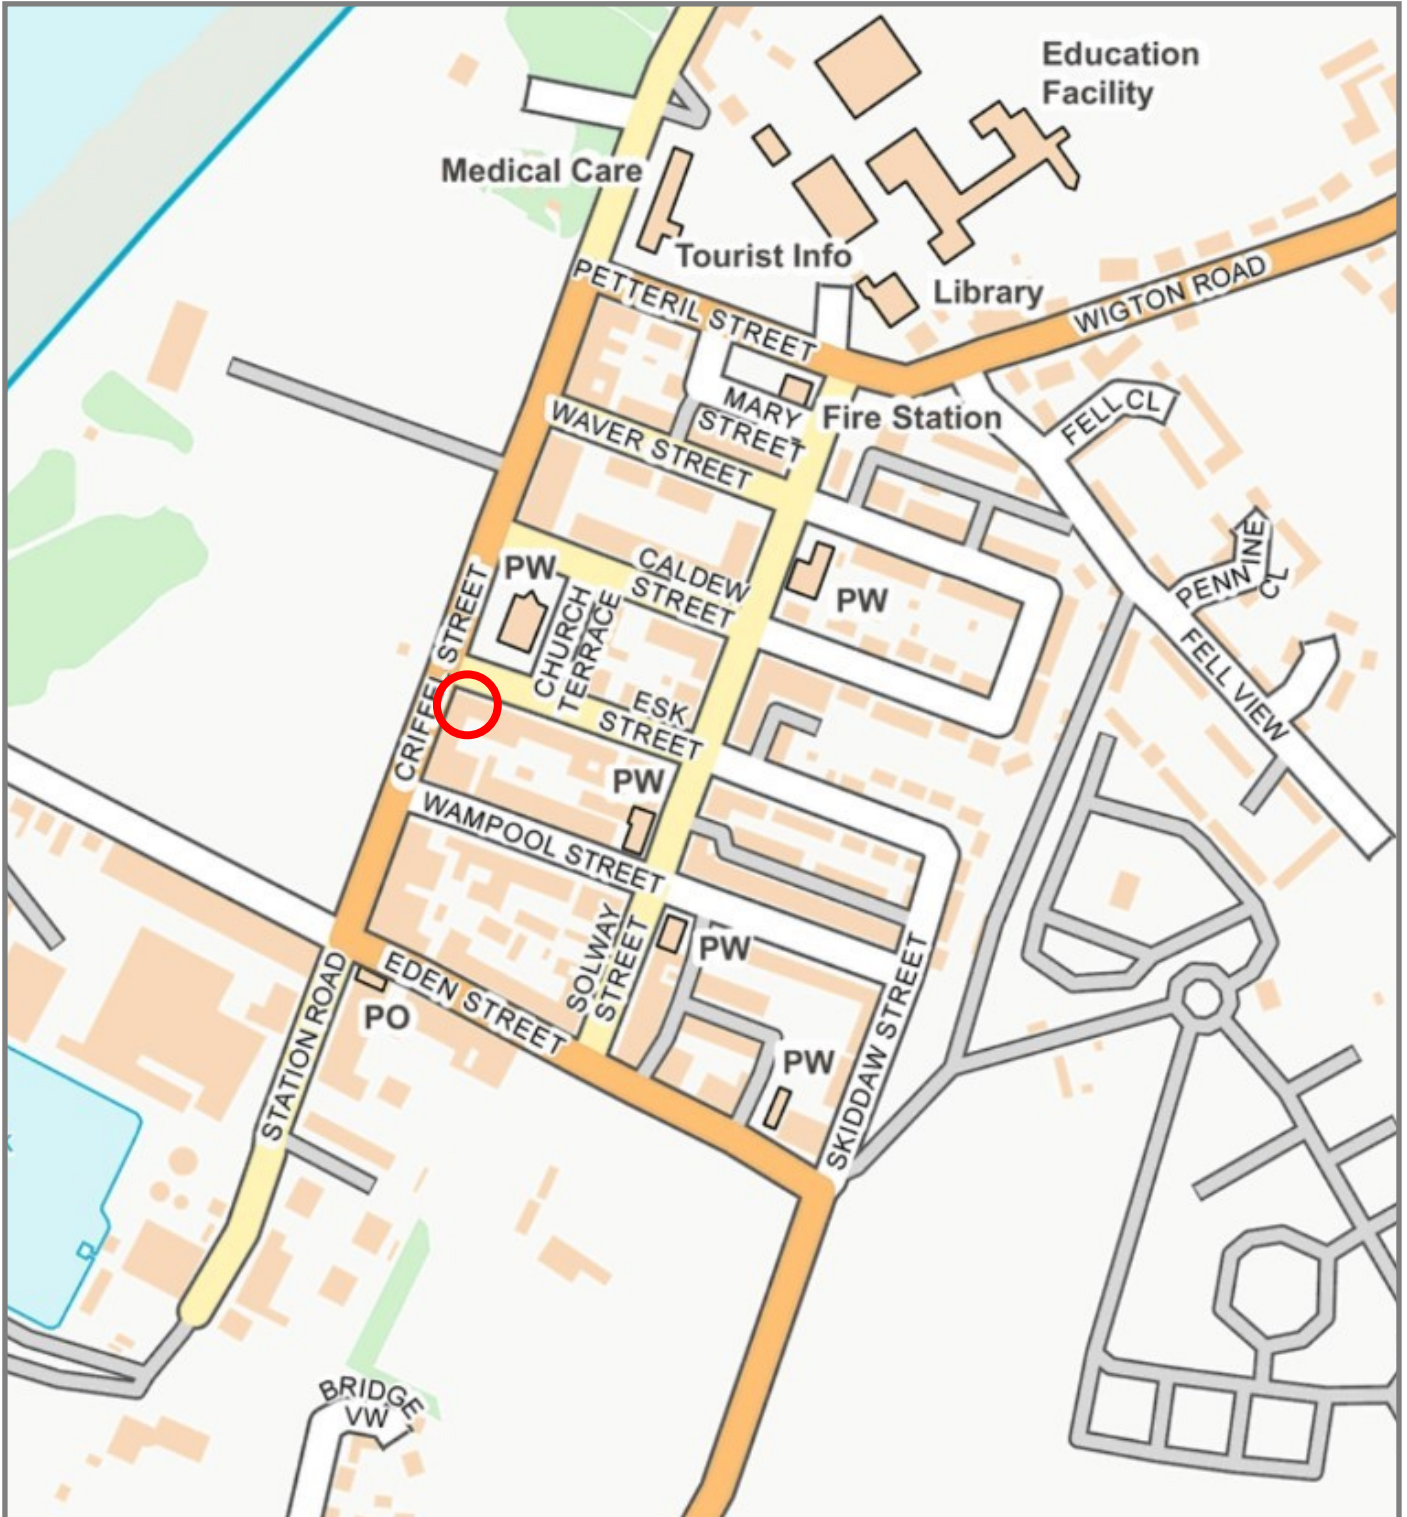 Education
Facility
Medical Care
Tourist Info
Library
PETTERIL STREET
WIGTON ROAD
MARY
STREET
Fire Station
FELL CL
WAVER STREET
PW
CALDEW
STREET
PW
PENNINE
CL
CHURCH
TERRACE
CRIFFEL STREET
FELL VIEW
ESK
STREET
PW
WAMPOOL STREET
SOLWAY
STREET
PW
EDEN STREET
STATION ROAD
PO
SKIDDAW STREET
PW
BRIDGE
VW